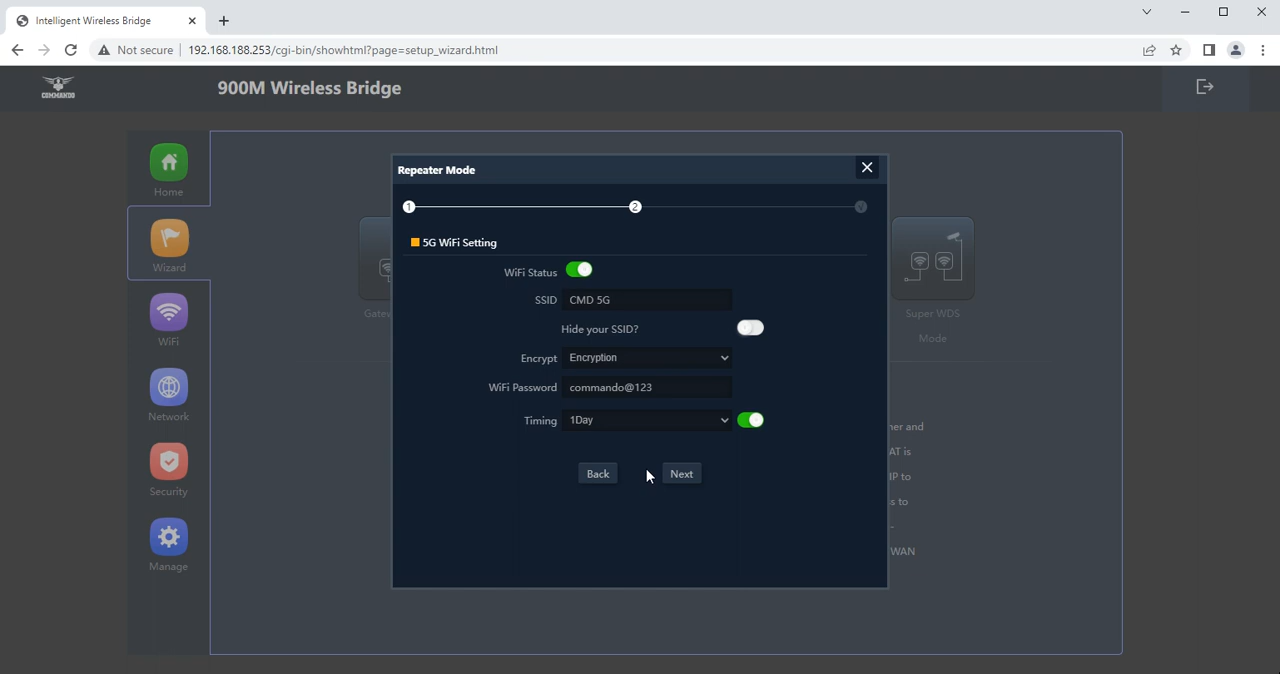 Intelligent Wireless Bridge
Not secure
192.168.188.253/cgi-bin/showhtml?page=setup_wizard.html
COMMANDO
900M Wireless Bridge
Home
Wizard
WiFi
Network
Security
Manage
Repeater Mode
1
2
5G WiFi Setting
WiFi Status
SSID CMD 5G
Hide your SSID?
Encrypt Encryption
WiFi Password commando@123
Timing 1Day
Back Next
Super WDS
Mode
and
AT is
IP to
s to
-
WAN